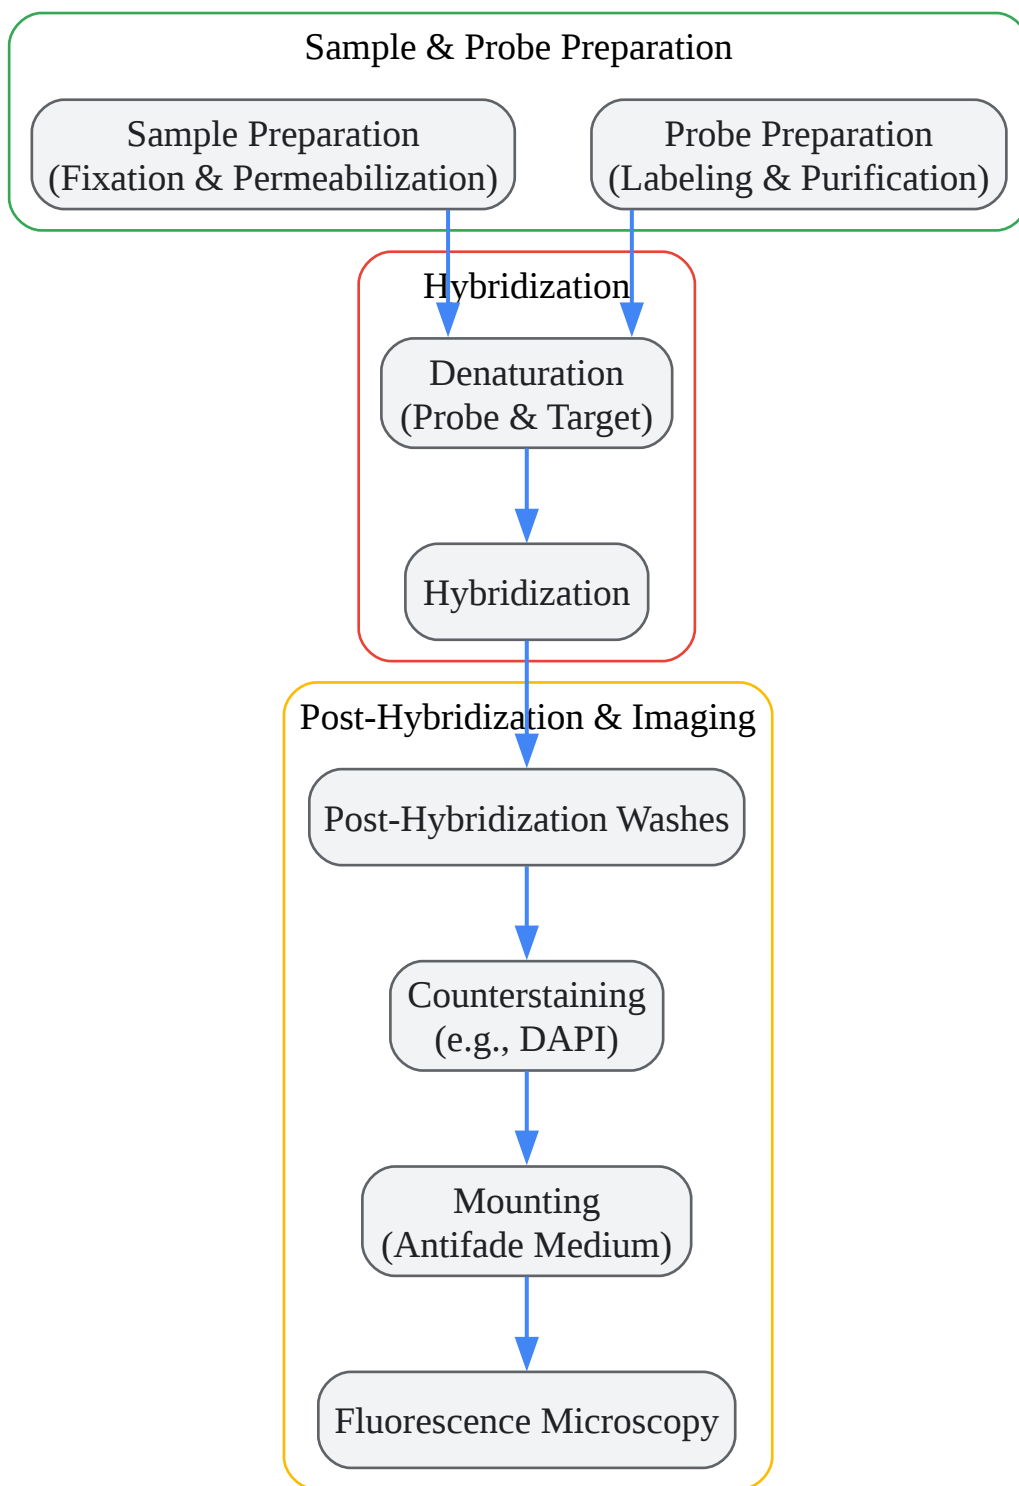 Sample & Probe Preparation
Sample Preparation
(Fixation & Permeabilization)
Probe Preparation
(Labeling & Purification)
Hybridization
Denaturation
(Probe & Target)
Hybridization
Post-Hybridization & Imaging
Post-Hybridization Washes
Counterstaining
(e.g., DAPI)
Mounting
(Antifade Medium)
Fluorescence Microscopy